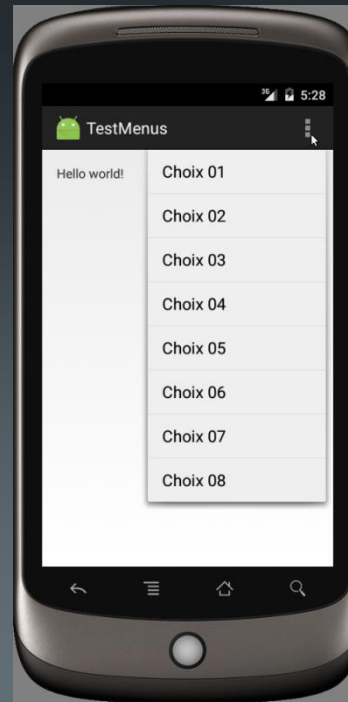 3G 5:28
TestMenus
Hello world!
Choix 01
Choix 02
Choix 03
Choix 04
Choix 05
Choix 06
Choix 07
Choix 08